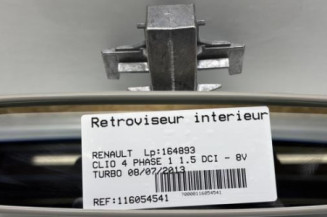 Retroviseur interieur
RENAULT Lp:164893
CLIO 4 PHASE 1 1.5 DCI - 8V
TURBO 08/07/2013
REF:116054541